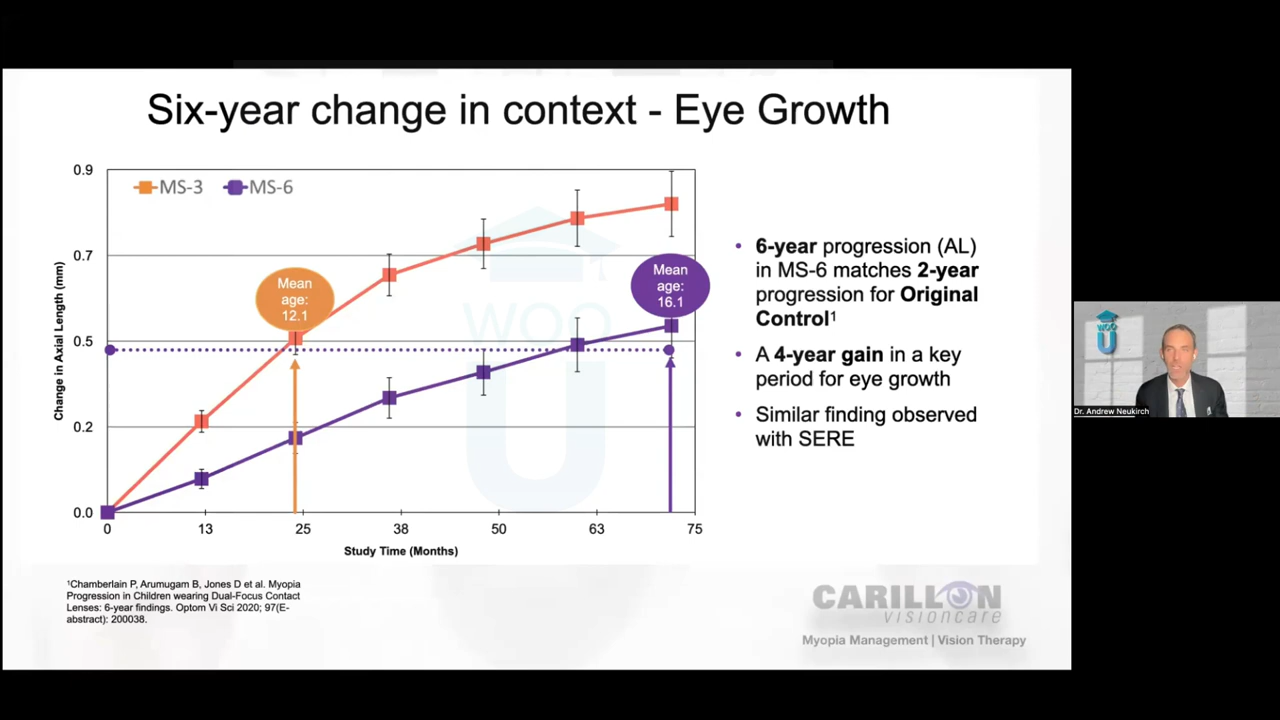 Six-year change in context - Eye Growth
0.9
0.7
0.5
0.2
0.0
Change in Axial Length (mm)
MS-3
MS-6
Mean
age:
12.1
Mean
age:
16.1
0
13
25
38
50
63
75
Study Time (Months)
WOO
U
• 6-year progression (AL)
in MS-6 matches 2-year
progression for Original
Control¹
• A 4-year gain in a key
period for eye growth
• Similar finding observed
with SERE
¹Chamberlain P, Arumugam B, Jones D et al. Myopia
Progression in Children wearing Dual-Focus Contact
Lenses: 6-year findings. Optom Vi Sci 2020; 97(E-
abstract): 200038.
CARILLON
visioncare
Myopia Management | Vision Therapy
WOO
U
Dr. Andrew Neukirch